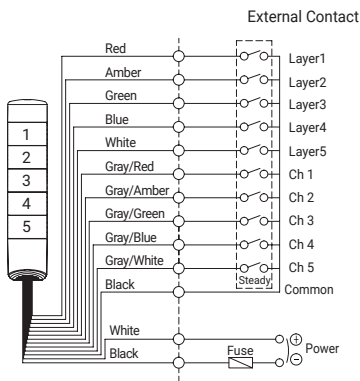 External Contact
Red
Layer1
Amber
Layer2
Green
Layer3
Blue
Layer4
White
Layer5
Gray/Red
Ch 1
Gray/Amber
Ch 2
Gray/Green
Ch 3
Gray/Blue
Ch 4
Gray/White
Ch 5
Steady
Black
Common
1
2
3
4
5
White
Black
Fuse
+
-
Power